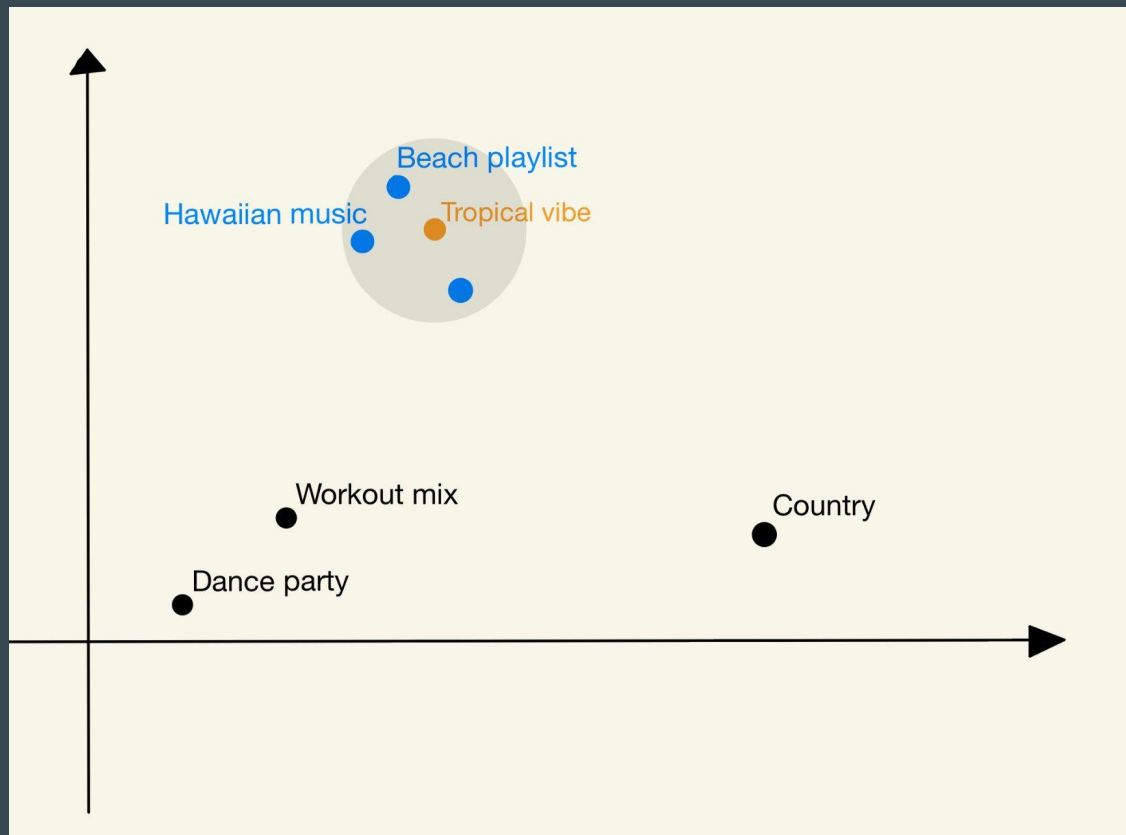 Beach playlist
Hawaiian music
Tropical vibe
Workout mix
Country
Dance party